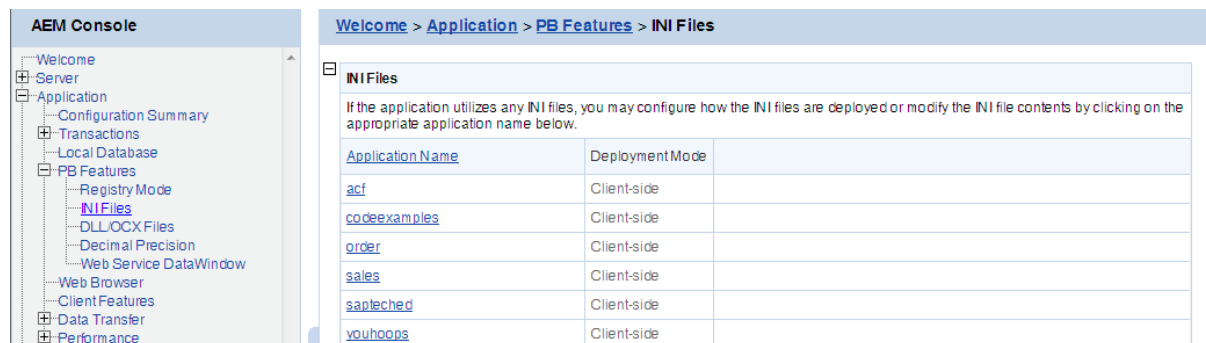 AEM Console
Welcome
Server
Application
Configuration Summary
Transactions
Local Database
PB Features
Registry Mode
INI Files
DLL/OCX Files
Decimal Precision
Web Service DataWindow
Web Browser
Client Features
Data Transfer
Performance
Welcome > Application > PB Features > INI Files
INI Files
If the application utilizes any INI files, you may configure how the INI files are deployed or modify the INI file contents by clicking on the
appropriate application name below.
Application Name Deployment Mode
acf Client-side
codeexamples Client-side
order Client-side
sales Client-side
sapteched Client-side
youhoops Client-side